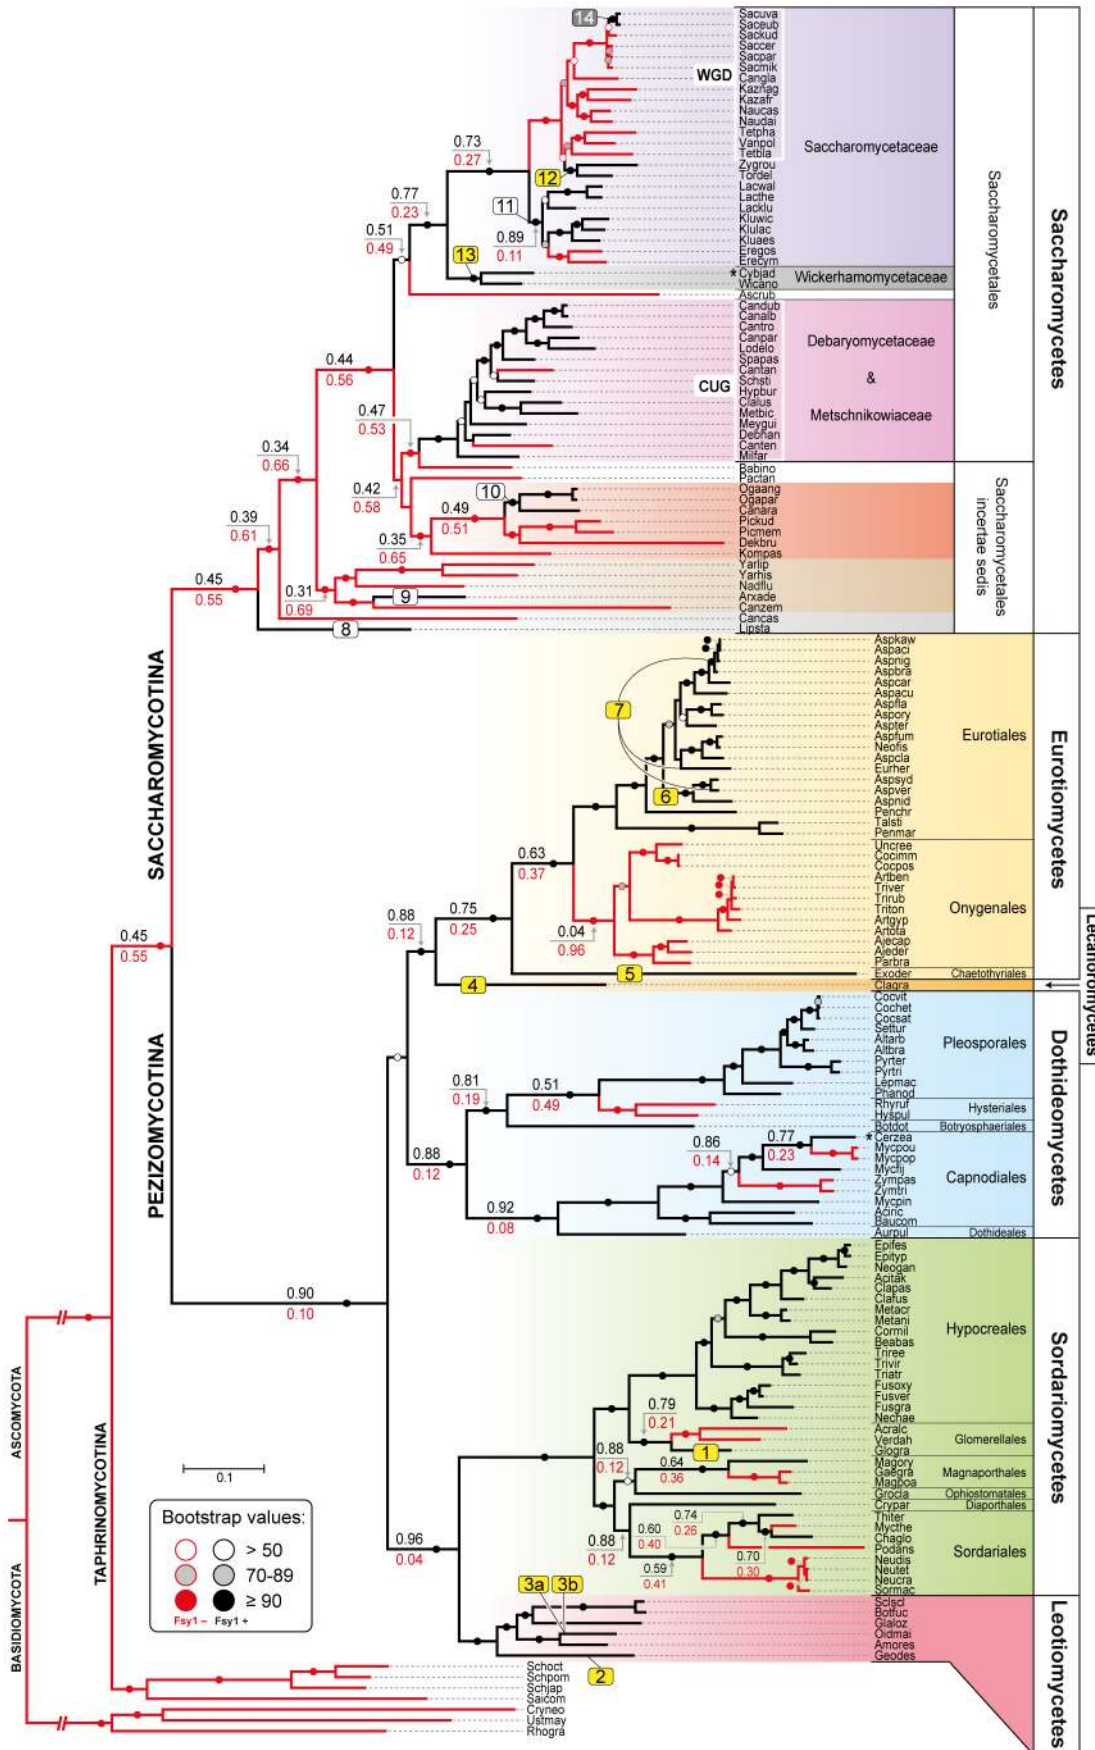 Sacuva
Saceub
Sackud
Saccer
Sacpar
Sacmik
Cangla
Kaznag
Kazafr
Naucas
Naudai
Tetpha
Vanpol
Tetbla
Zygrou
Tordel
Lacwal
Lacthe
Lacklu
Kluwic
Klulac
Kluaes
Eregos
Erecym
* Cybjad
Wicano
Ascrub
Candub
Canalb
Cantro
Canpar
Lodelo
Spapas
Cantan
Schsti
Hypbur
Clalus
Metbic
Meygui
Debhan
Canten
Milfar
Babino
Pactan
Ogaang
Ogapar
Canara
Pickud
Picmem
Dekbru
Kompas
Yarlip
Yarhis
Nadflu
Arxade
Canzem
Cancas
Lipsta
WGD
CUG
14
12
11
13
10
9
8
0.73
0.27
0.77
0.23
0.51
0.49
0.89
0.11
0.44
0.56
0.47
0.53
0.34
0.66
0.42
0.58
0.49
0.51
0.35
0.65
0.39
0.61
0.31
0.69
0.45
0.55
Saccharomycetaceae
Wickerhamomycetaceae
Debaryomycetaceae
&
Metschnikowiaceae
Saccharomycetales
Saccharomycetales
incertae sedis
Saccharomycetes
SACCHAROMYCOTINA
Aspkaw
Aspaci
Aspnig
Aspbra
Aspcar
Aspacu
Aspfla
Aspory
Aspter
Aspfum
Neofis
Aspcla
Eurher
Aspsyd
Aspver
Aspnid
Penchr
Talsti
Penmar
Uncree
Cocimm
Cocpos
Artben
Triver
Trirub
Triton
Artgyp
Artota
Ajecap
Ajeder
Parbra
Exoder
Clagra
7
6
5
4
0.63
0.37
0.75
0.25
0.04
0.96
0.88
0.12
0.45
0.55
Eurotiales
Onygenales
Chaetothyriales
Eurotiomycetes
Lecanoromycetes
PEZIZOMYCOTINA
Cocvit
Cochet
Cocsat
Settur
Altarb
Altbra
Pyrter
Pyrtri
Lepmac
Phanod
Rhyruf
Hyspul
Botdot
* Cerzea
Mycpou
Mycpop
Mycfij
Zympas
Zymtri
Mycpin
Aciric
Baucom
Aurpul
0.81
0.19
0.51
0.49
0.88
0.12
0.86
0.14
0.77
0.23
0.92
0.08
0.90
0.10
Pleosporales
Hysteriales
Botryosphaeriales
Capnodiales
Dothideales
Dothideomycetes
Epifes
Epityp
Neogan
Acitak
Clapas
Clafus
Metacr
Metani
Cormil
Beabas
Triree
Trivir
Triatr
Fusoxy
Fusver
Fusgra
Nechae
Acralc
Verdah
Glogra
Magory
Gaegra
Magpoa
Grocla
Crypar
Thiter
Mycthe
Chaglo
Podans
Neudis
Neutet
Neucra
Sormac
0.79
0.21
1
0.88
0.12
0.64
0.36
0.74
0.26
0.60
0.40
0.88
0.12
0.59
0.41
0.70
0.30
0.96
0.04
Hypocreales
Glomerellales
Magnaporthales
Ophiostomatales
Diaporthales
Sordariales
Sordariomycetes
3a
3b
2
Sclscl
Botfuc
Glaloz
Oidmai
Amores
Geodes
Leotiomycetes
ASCOMYCOTA
BASIDIOMYCOTA
TAPHRINOMYCOTINA
0.1
Bootstrap values:
> 50
70-89
≥ 90
Fsy1 – Fsy1 +
Schoct
Schpom
Schjap
Saicom
Cryneo
Ustmay
Rhogra